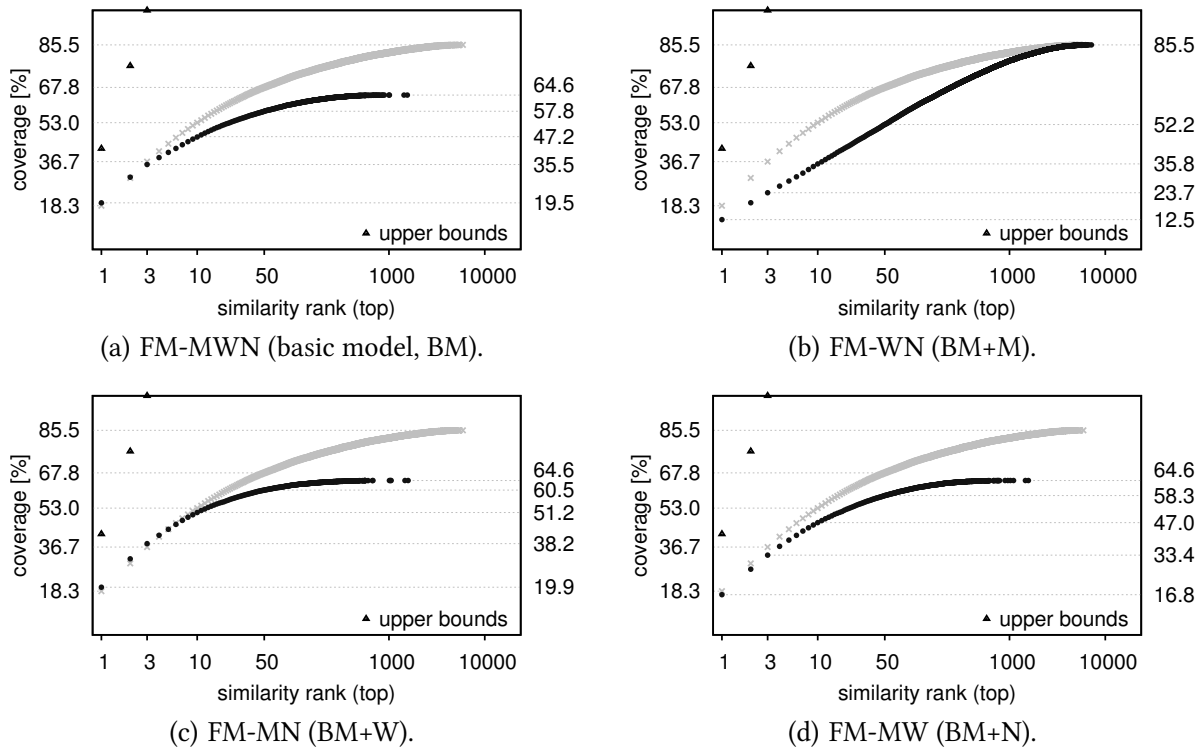 coverage [%]
85.5
67.8
53.0
36.7
18.3
64.6
57.8
47.2
35.5
19.5
▲ upper bounds
1 3 10 50 1000 10000
similarity rank (top)
(a) FM-MWN (basic model, BM).
coverage [%]
85.5
67.8
53.0
36.7
18.3
85.5
52.2
35.8
23.7
12.5
▲ upper bounds
1 3 10 50 1000 10000
similarity rank (top)
(b) FM-WN (BM+M).
coverage [%]
85.5
67.8
53.0
36.7
18.3
64.6
60.5
51.2
38.2
19.9
▲ upper bounds
1 3 10 50 1000 10000
similarity rank (top)
(c) FM-MN (BM+W).
coverage [%]
85.5
67.8
53.0
36.7
18.3
64.6
58.3
47.0
33.4
16.8
▲ upper bounds
1 3 10 50 1000 10000
similarity rank (top)
(d) FM-MW (BM+N).